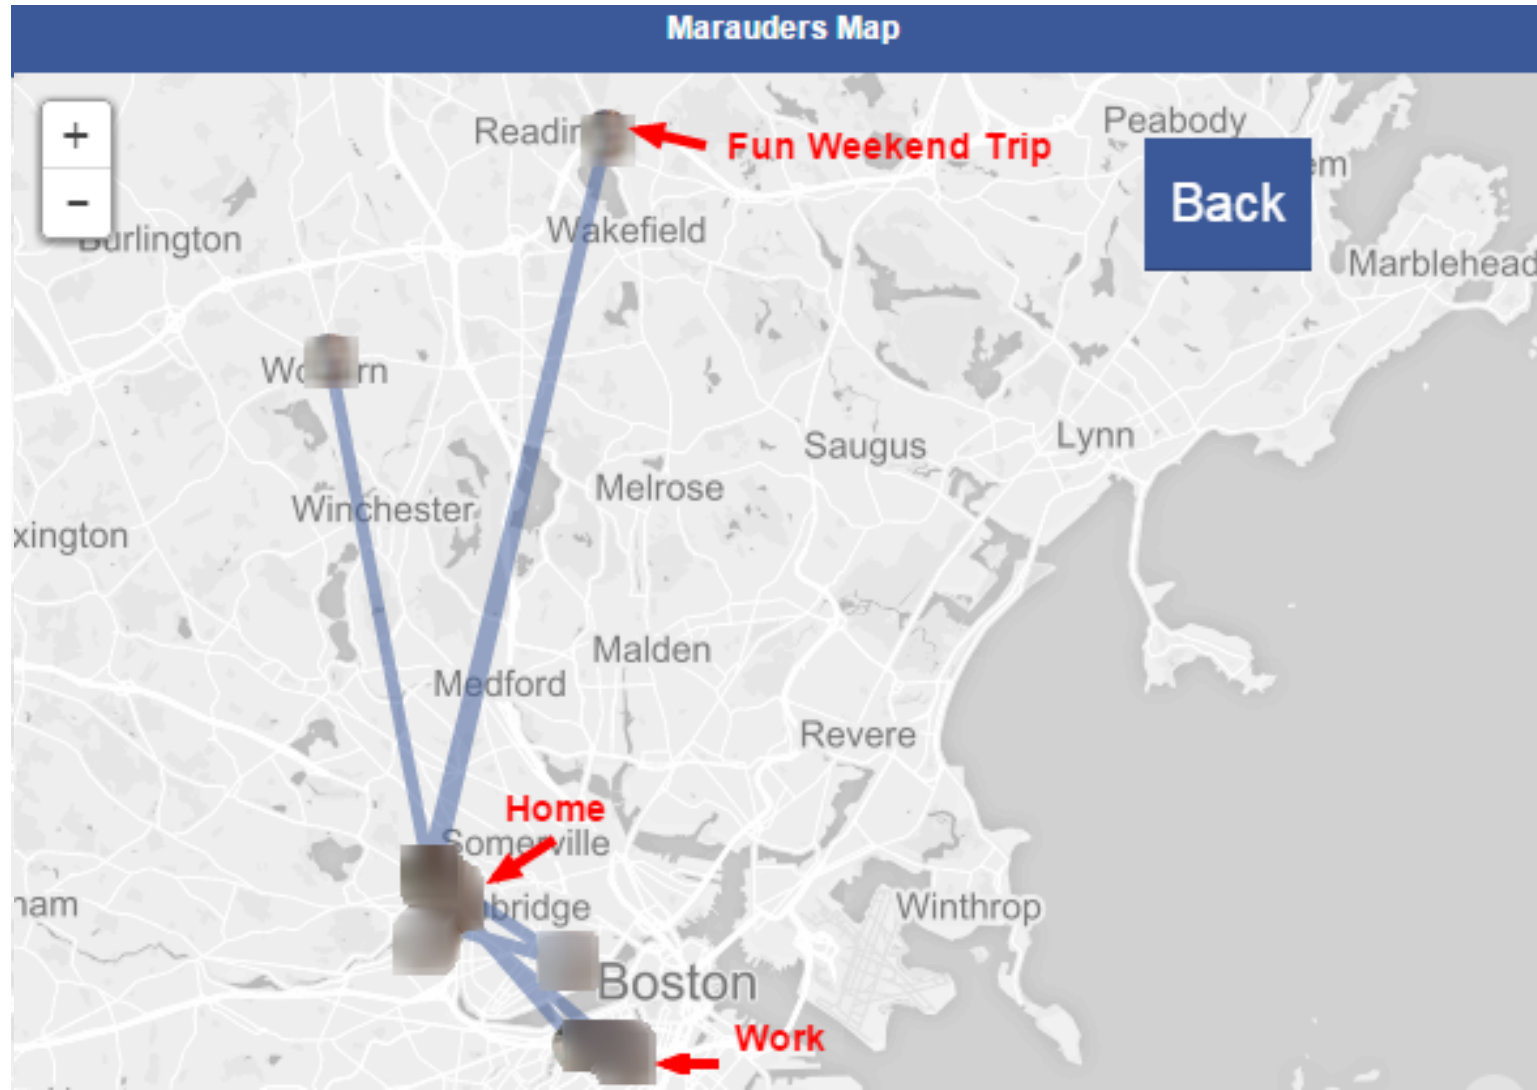 Marauders Map
+
Peabody
Fun Weekend Trip
Back
Wakefield
Marblehead
-
Lynn
Saugus
Melrose
Winchester
xington
Malden
Medford
Revere
Home
Somerville
Winthrop
Boston
Work